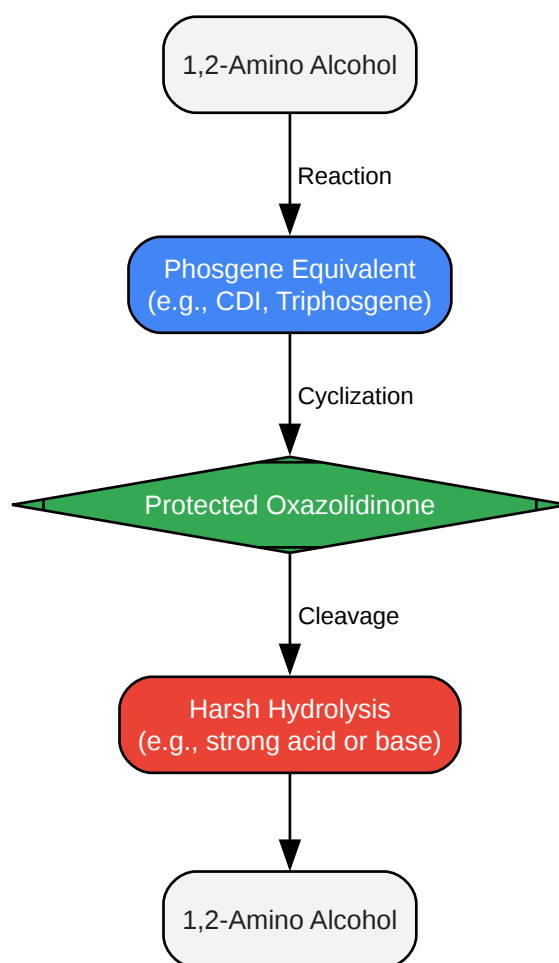 1,2-Amino Alcohol
Reaction
Phosgene Equivalent
(e.g., CDI, Triphosgene)
Cyclization
Protected Oxazolidinone
Cleavage
Harsh Hydrolysis
(e.g., strong acid or base)
1,2-Amino Alcohol